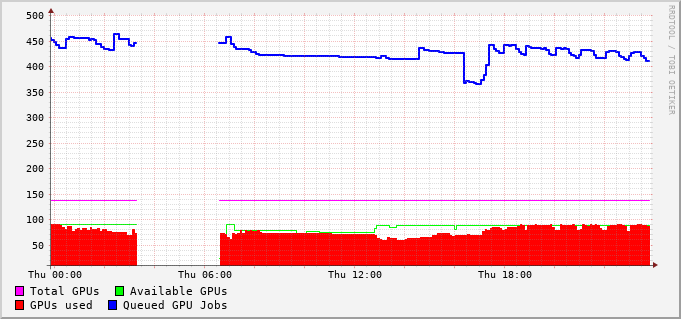 500
450
400
350
300
250
200
150
100
50
Thu 00:00 Thu 06:00 Thu 12:00 Thu 18:00
Total GPUs Available GPUs
GPUs used Queued GPU Jobs
RRDTOOL / TOBI OETIKER